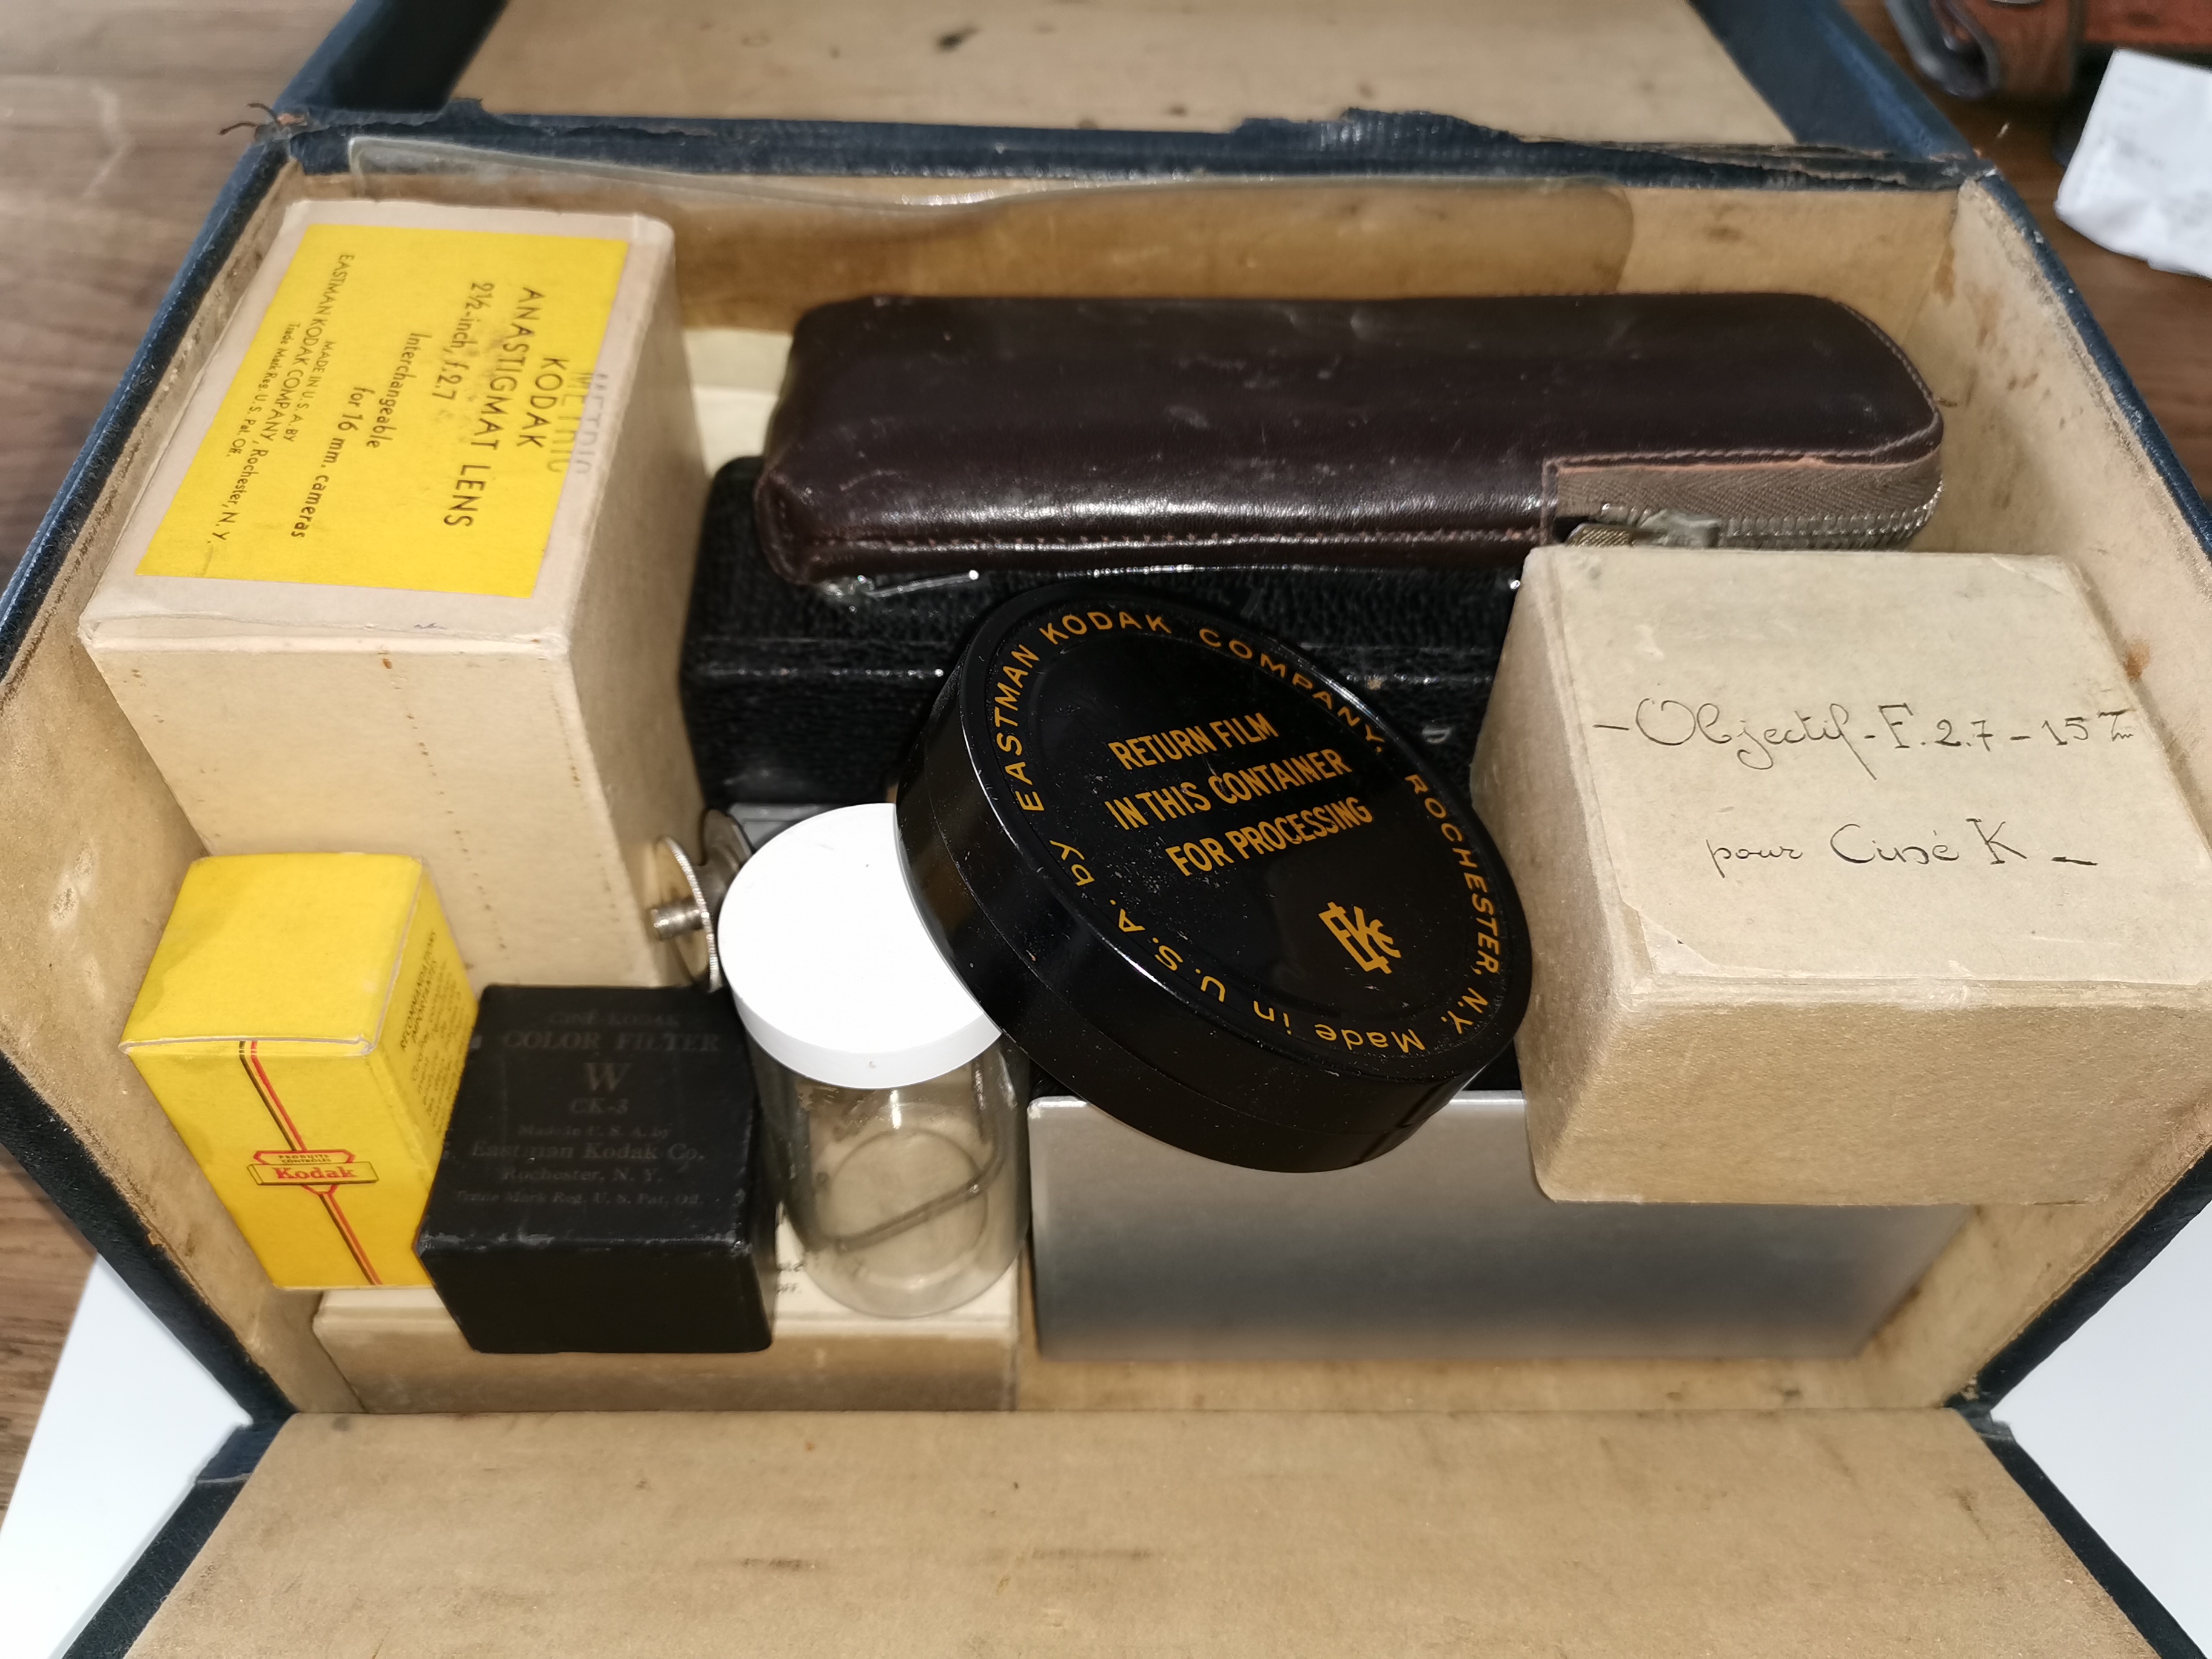 METRIC
KODAK
ANASTIGMAT LENS
2½-inch, f.2.7
Interchangeable
for 16 mm. cameras
MADE IN U.S.A. BY
EASTMAN KODAK COMPANY, Rochester, N.Y.
Trade Mark Reg. U.S. Pat. Off.
Made in U.S.A. by EASTMAN KODAK COMPANY, ROCHESTER, N.Y.
RETURN FILM
IN THIS CONTAINER
FOR PROCESSING
EKC
- Objectif - F. 2.7 - 15 m/m
pour Ciné K -
PRODUITS
Kodak
CINÉ-KODAK
COLOR FILTER
W
CK-3
Made in U. S. A. by
Eastman Kodak Co.
Rochester, N. Y.
Trade Mark Reg. U. S. Pat. Off.